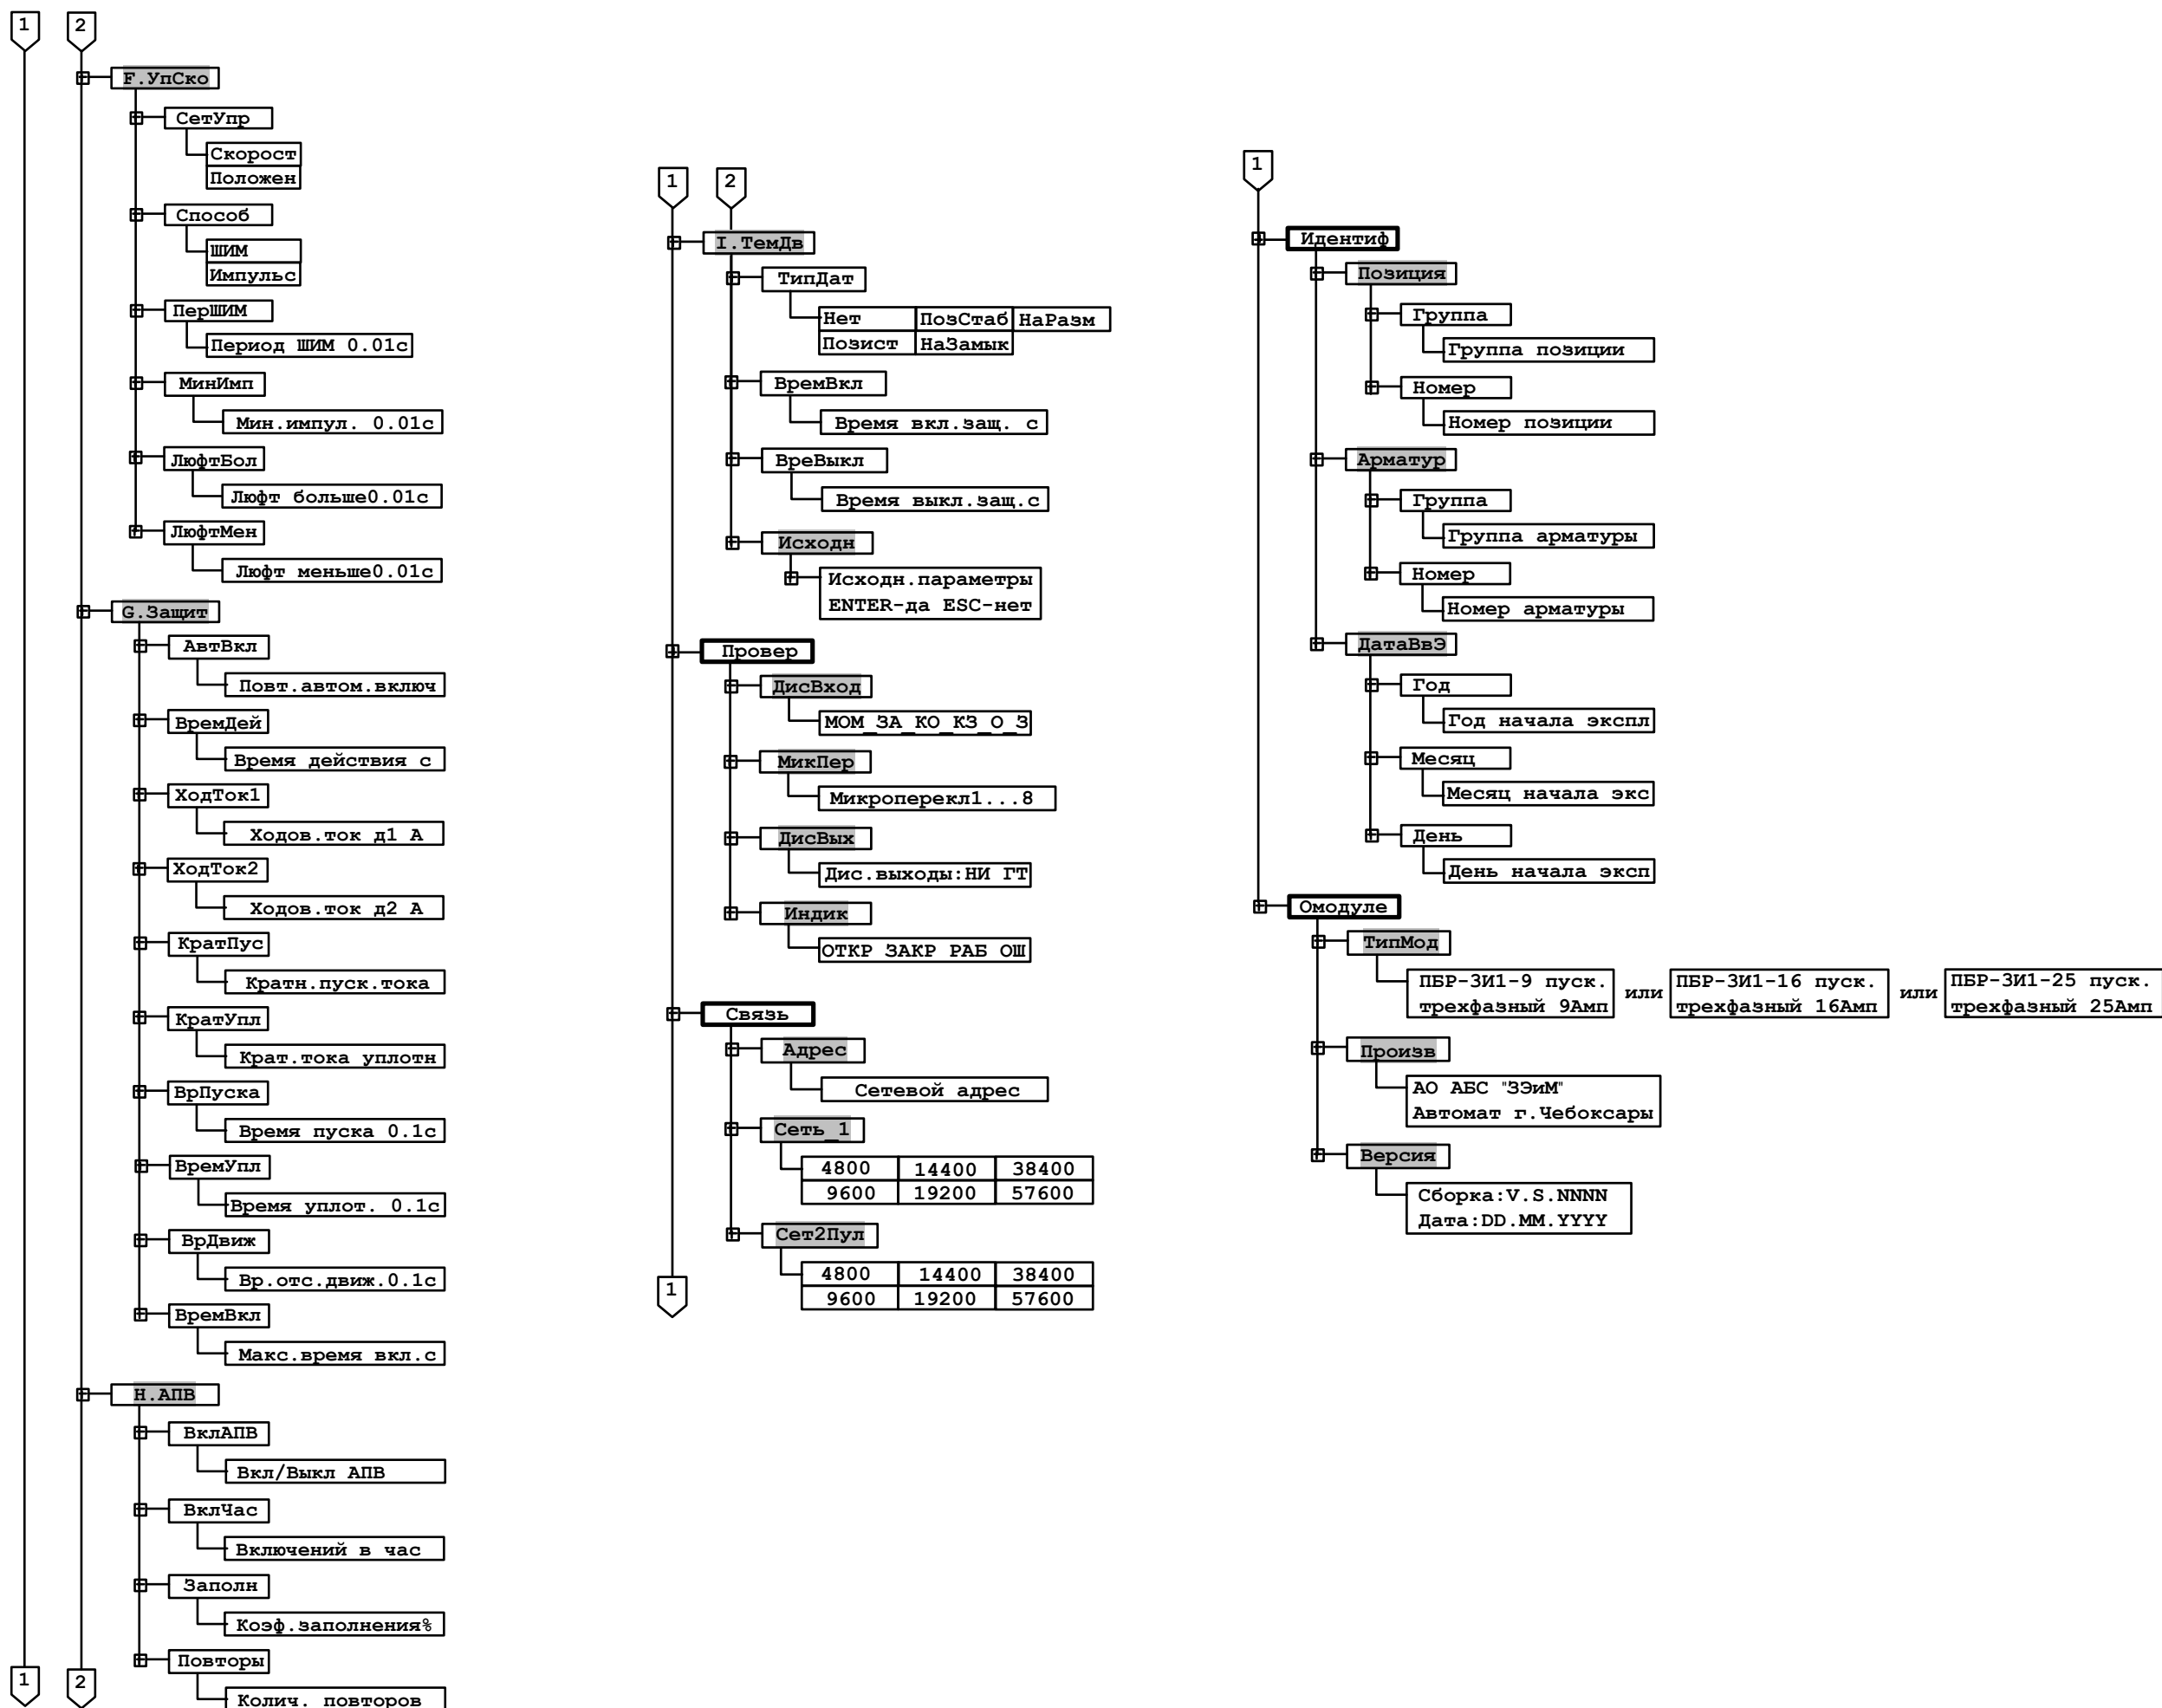 1
2
F.УпСко
СетУпр
Скорост
Положен
Способ
ШИМ
Импульс
ПерШИМ
Период ШИМ 0.01с
МинИмп
Мин.импул. 0.01с
ЛюфтБол
Люфт больше0.01с
ЛюфтМен
Люфт меньше0.01с
G.Защит
АвтВкл
Повт.автом.включ
ВремДей
Время действия с
ХодТок1
Ходов.ток д1 А
ХодТок2
Ходов.ток д2 А
КратПус
Кратн.пуск.тока
КратУпл
Крат.тока уплотн
ВрПуска
Время пуска 0.1с
ВремУпл
Время уплот. 0.1с
ВрДвиж
Вр.отс.движ.0.1с
ВремВкл
Макс.время вкл.с
H.АПВ
ВклАПВ
Вкл/Выкл АПВ
ВклЧас
Включений в час
Заполн
Коэф.заполнения%
Повторы
Колич. повторов
1
2
1
2
I.ТемДв
ТипДат
Нет ПозСтаб НаРазм
Позист НаЗамык
ВремВкл
Время вкл.защ. с
ВреВыкл
Время выкл.защ.с
Исходн
Исходн.параметры
ENTER-да ESC-нет
Провер
ДисВход
МОМ_ЗА_КО_КЗ_О_З
МикПер
Микроперекл1...8
ДисВых
Дис.выходы:НИ ГТ
Индик
ОТКР ЗАКР РАБ ОШ
Связь
Адрес
Сетевой адрес
Сеть_1
4800 14400 38400
9600 19200 57600
Сет2Пул
4800 14400 38400
9600 19200 57600
1
1
Идентиф
Позиция
Группа
Группа позиции
Номер
Номер позиции
Арматур
Группа
Группа арматуры
Номер
Номер арматуры
ДатаВвЭ
Год
Год начала экспл
Месяц
Месяц начала экс
День
День начала эксп
Омодуле
ТипМод
ПБР-3И1-9 пуск.
трехфазный 9Амп
или
ПБР-3И1-16 пуск.
трехфазный 16Амп
или
ПБР-3И1-25 пуск.
трехфазный 25Амп
Произв
АО АБС "ЗЭиМ"
Автомат г.Чебоксары
Версия
Сборка:V.S.NNNN
Дата:DD.MM.YYYY